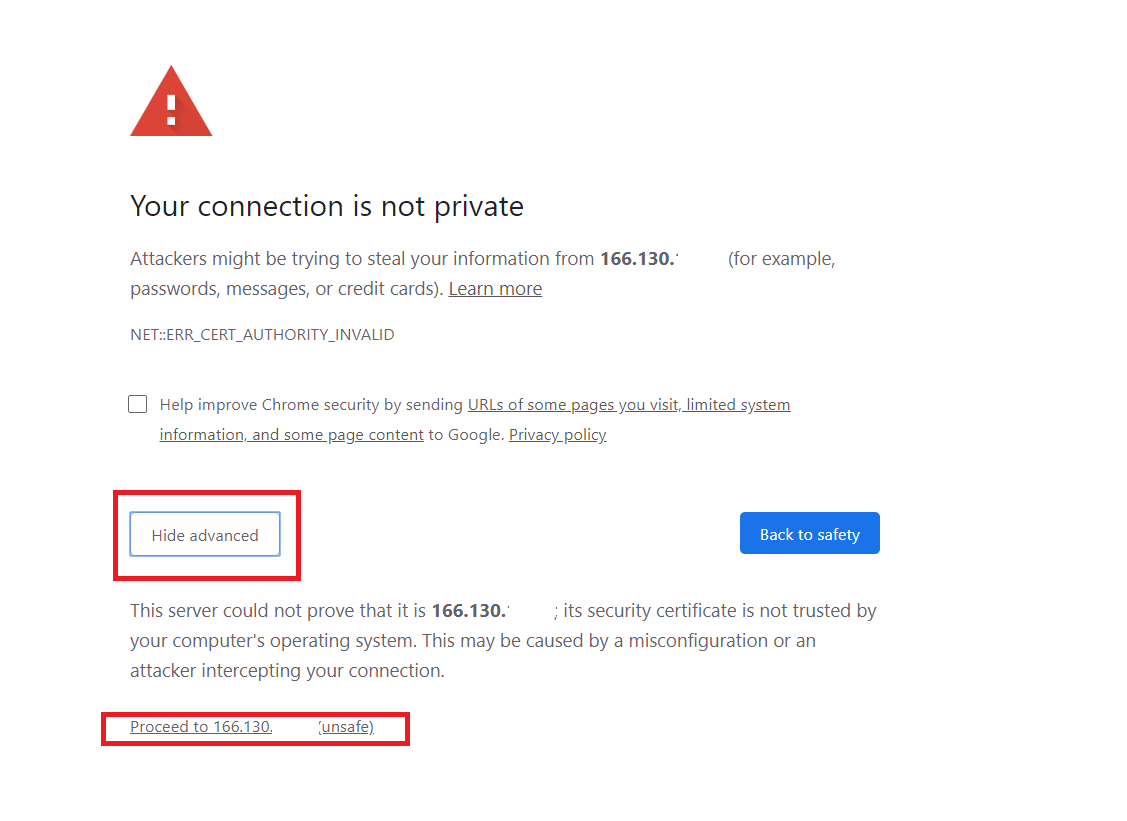 Your connection is not private
Attackers might be trying to steal your information from 166.130. (for example,
passwords, messages, or credit cards). Learn more
NET::ERR_CERT_AUTHORITY_INVALID
Help improve Chrome security by sending URLs of some pages you visit, limited system
information, and some page content to Google. Privacy policy
Hide advanced
Back to safety
This server could not prove that it is 166.130. ; its security certificate is not trusted by
your computer's operating system. This may be caused by a misconfiguration or an
attacker intercepting your connection.
Proceed to 166.130. (unsafe)